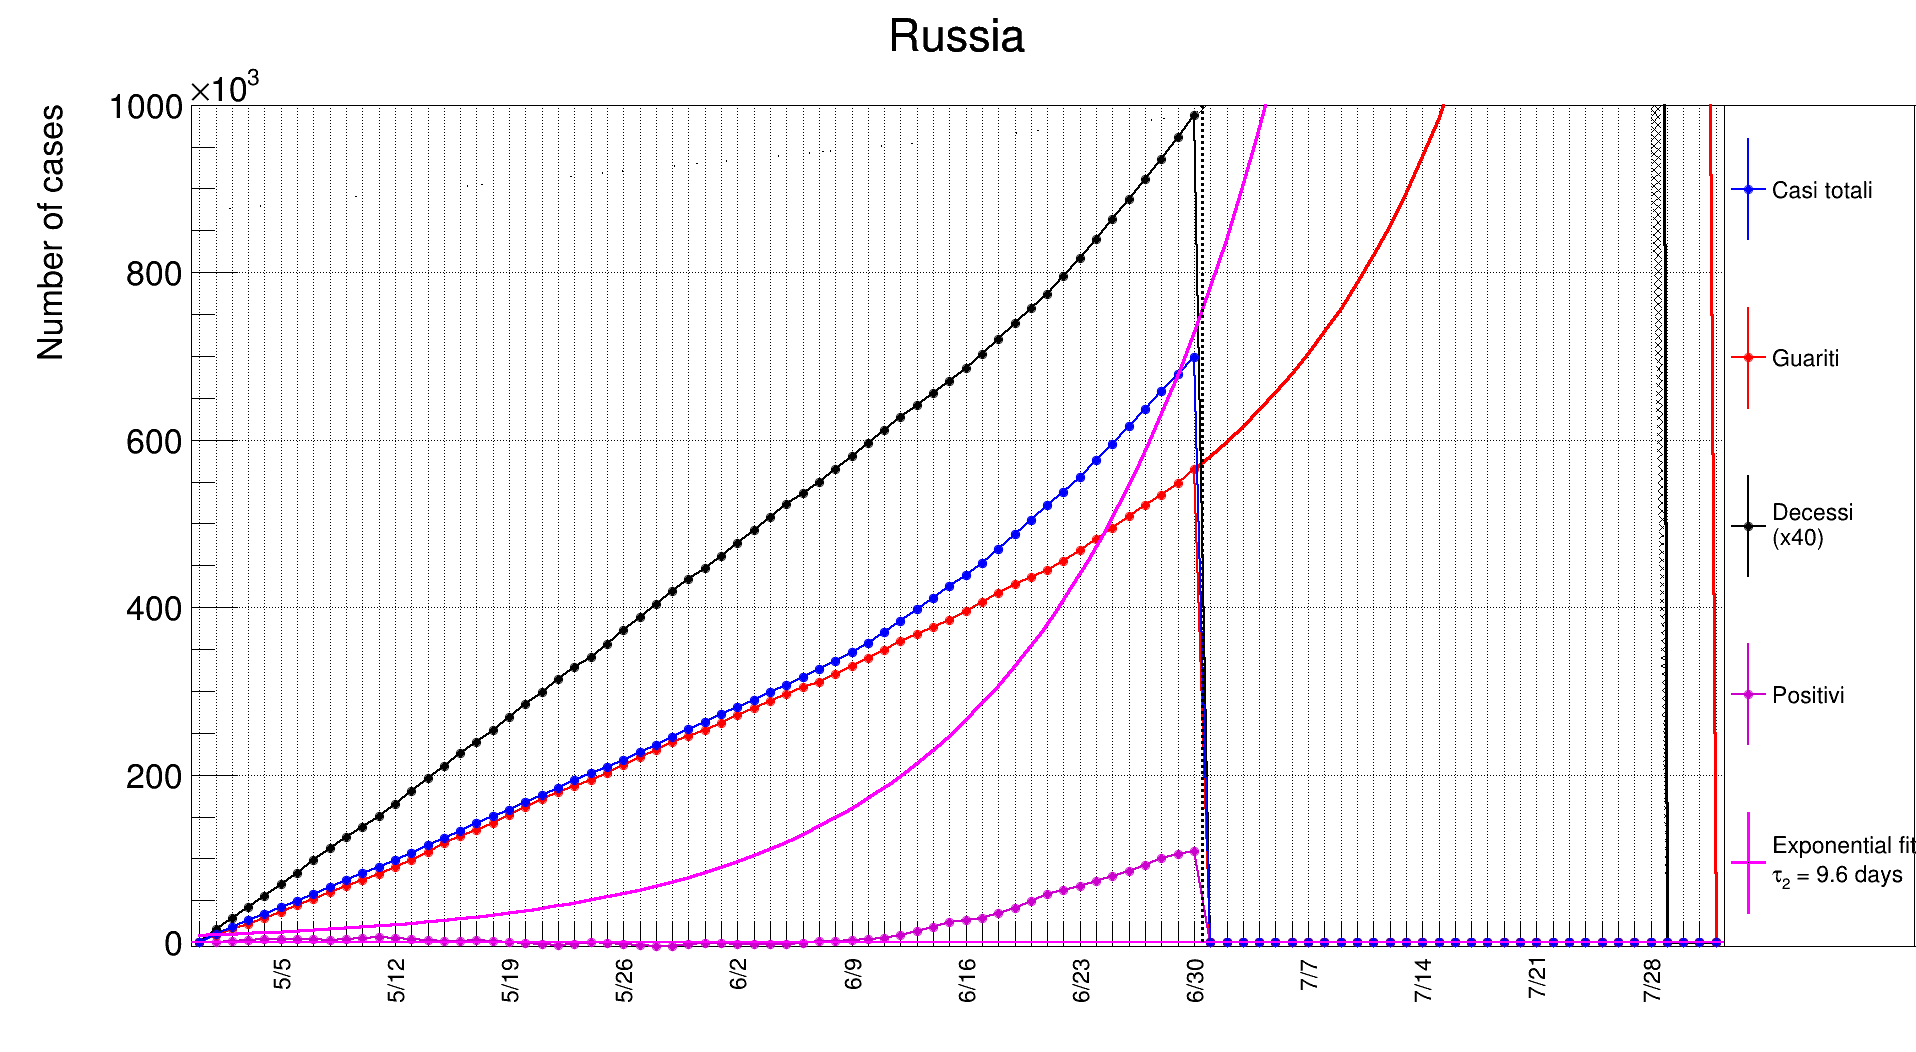 Russia
×10³
Number of cases
1000
800
600
400
200
0
5/5
5/12
5/19
5/26
6/2
6/9
6/16
6/23
6/30
7/7
7/14
7/21
7/28
Casi totali
Guariti
Decessi
(x40)
Positivi
Exponential fit
τ₂ = 9.6 days